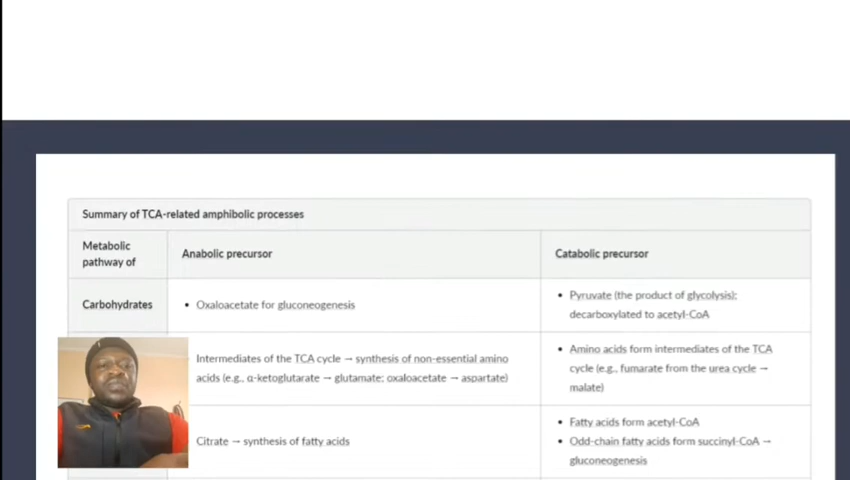 Summary of TCA-related amphibolic processes
Metabolic
pathway of
Anabolic precursor
Catabolic precursor
Carbohydrates
• Oxaloacetate for gluconeogenesis
• Pyruvate (the product of glycolysis):
decarboxylated to acetyl-CoA
Intermediates of the TCA cycle → synthesis of non-essential amino
acids (e.g., α-ketoglutarate → glutamate; oxaloacetate → aspartate)
• Amino acids form intermediates of the TCA
cycle (e.g., fumarate from the urea cycle →
malate)
Citrate → synthesis of fatty acids
• Fatty acids form acetyl-CoA
• Odd-chain fatty acids form succinyl-CoA →
gluconeogenesis